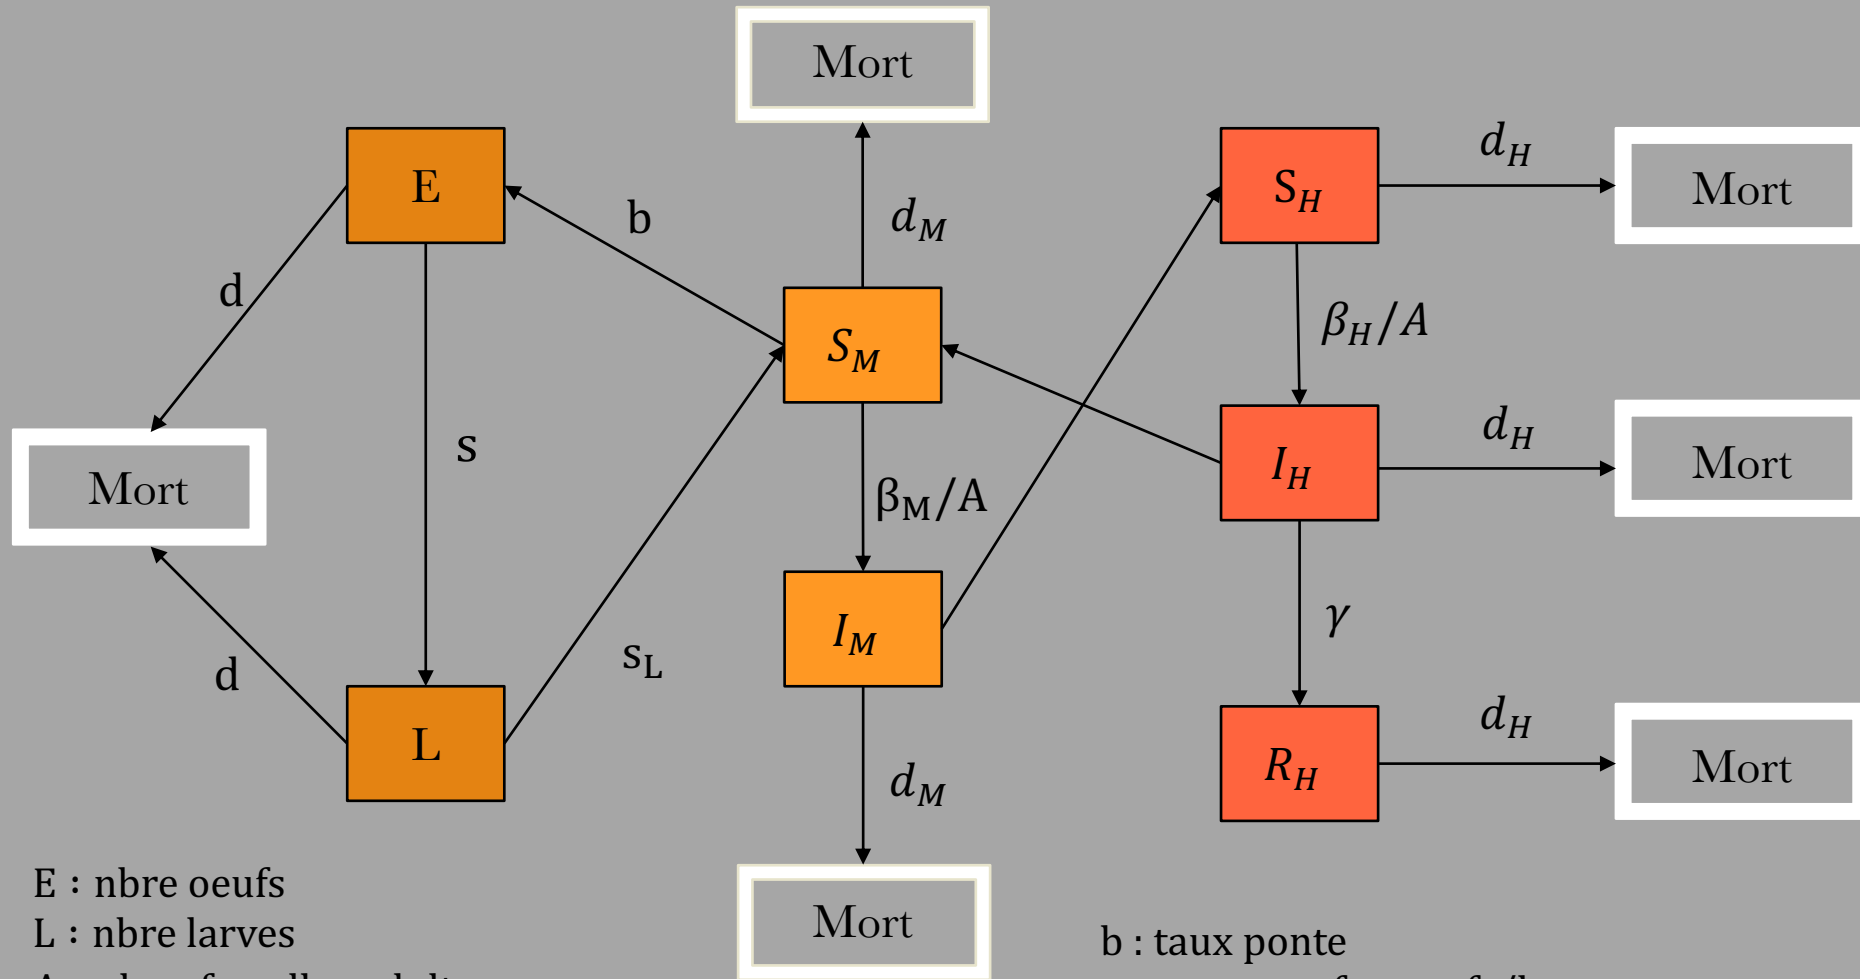 Mort
E
b
d_M
S_H
d_H
Mort
d
S_M
β_H/A
s
I_H
d_H
Mort
Mort
β_M/A
I_M
γ
d
s_L
L
d_M
R_H
d_H
Mort
E : nbre oeufs
L : nbre larves
Mort
b : taux ponte